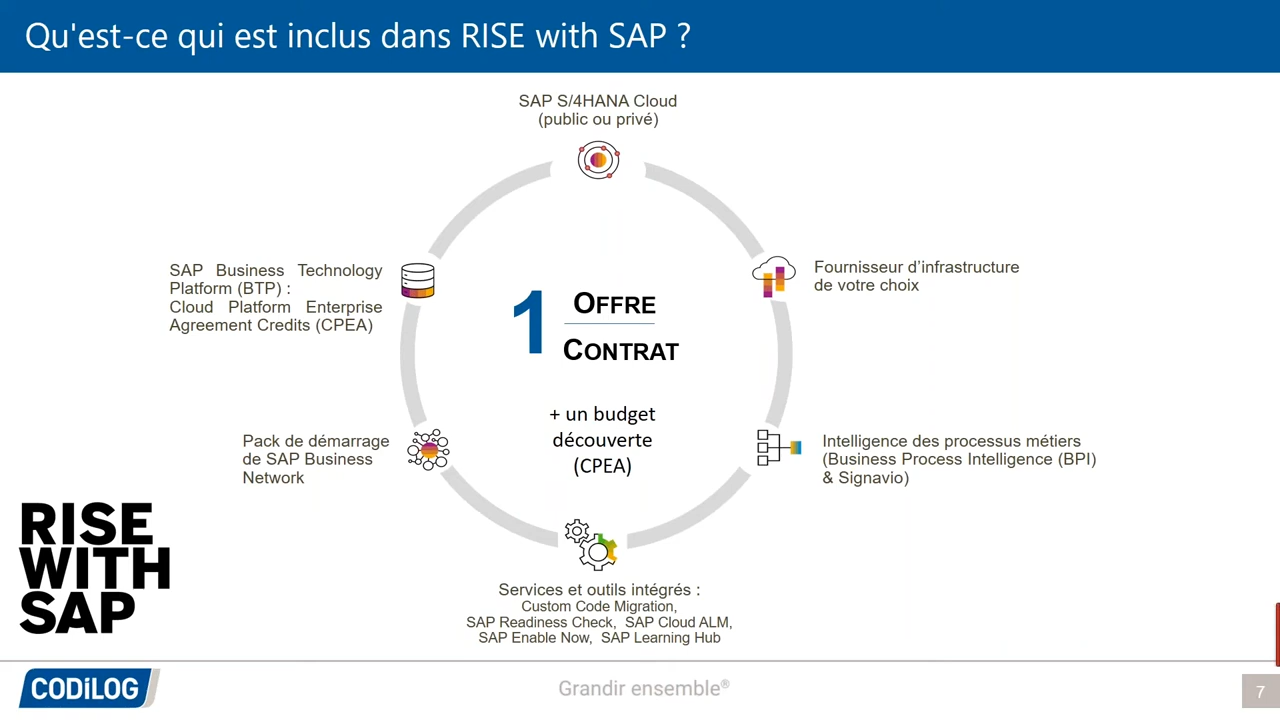 Qu'est-ce qui est inclus dans RISE with SAP ?
SAP S/4HANA Cloud
(public ou privé)
SAP Business Technology
Platform (BTP) :
Cloud Platform Enterprise
Agreement Credits (CPEA)
Fournisseur d’infrastructure
de votre choix
1 OFFRE
CONTRAT
+ un budget
découverte
(CPEA)
Pack de démarrage
de SAP Business
Network
Intelligence des processus métiers
(Business Process Intelligence (BPI)
& Signavio)
Services et outils intégrés :
Custom Code Migration,
SAP Readiness Check, SAP Cloud ALM,
SAP Enable Now, SAP Learning Hub
RISE
WITH
SAP
CODiLOG
Grandir ensemble®
7